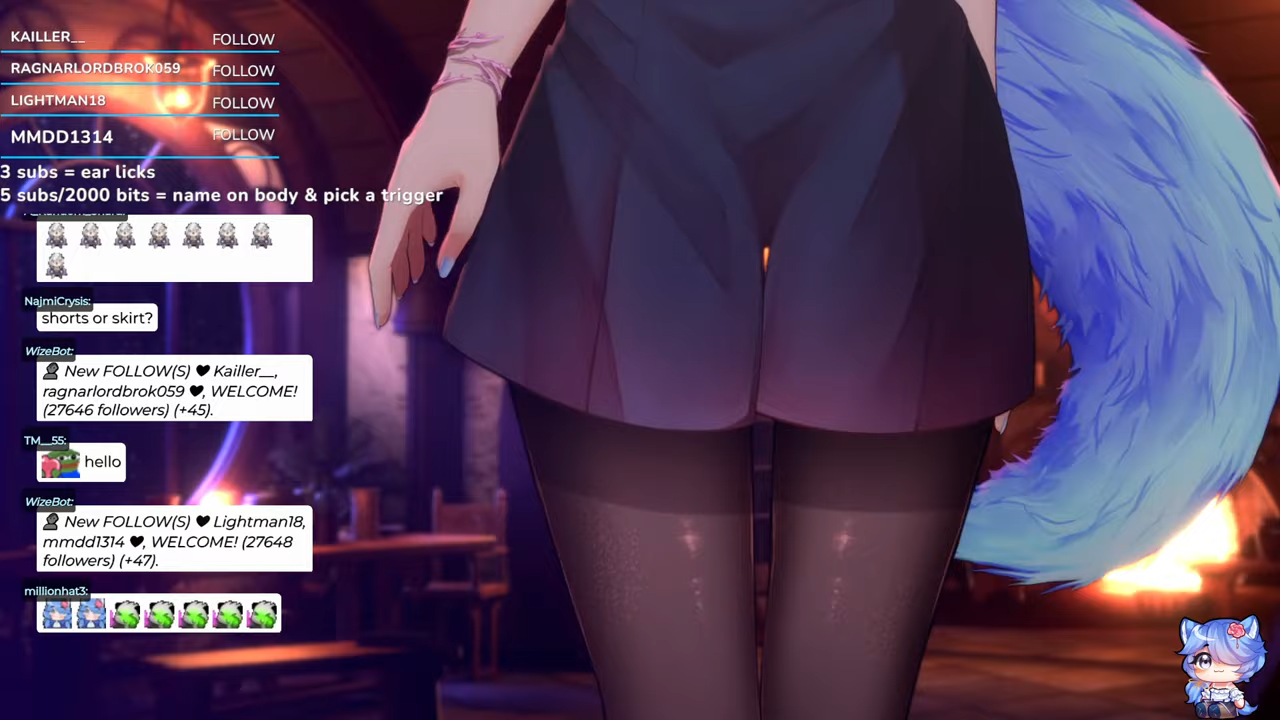 KAILLER__ FOLLOW
RAGNARLORDBROK059 FOLLOW
LIGHTMAN18 FOLLOW
MMDD1314 FOLLOW
3 subs = ear licks
5 subs/2000 bits = name on body & pick a trigger
NajmiCrysis:
shorts or skirt?
WizeBot:
New FOLLOW(S) ♥ Kailler__,
ragnarlordbrok059 ♥, WELCOME!
(27646 followers) (+45).
TM__55:
hello
WizeBot:
New FOLLOW(S) ♥ Lightman18,
mmdd1314 ♥, WELCOME! (27648
followers) (+47).
millionhat3: